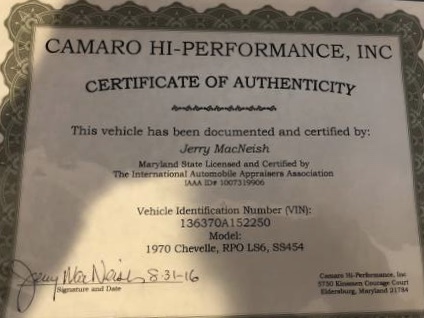 CAMARO HI-PERFORMANCE, INC
CERTIFICATE OF AUTHENTICITY
This vehicle has been documented and certified by:
Jerry MacNeish
Maryland State Licensed and Certified by
The International Automobile Appraisers Association
IAAA ID# 1007319906
Vehicle Identification Number (VIN):
136370A152250
Model:
1970 Chevelle, RPO LS6, SS454
Jerry MacNeish 8-31-16
Signature and Date
Camaro Hi-Performance, Inc
5750 Klossmen Courage Court
Eldersburg, Maryland 21784